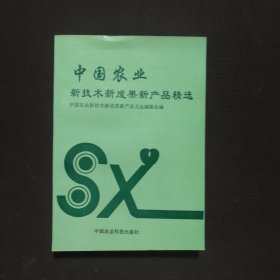 中国农业
新技术新成果新产品精选
中国农业新技术新成果新产品大全编委会编
SX
中国农业科技出版社